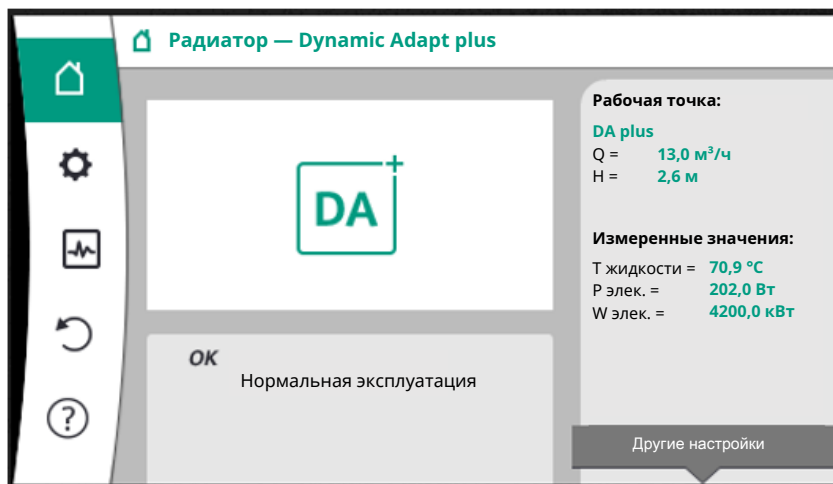 Радиатор — Dynamic Adapt plus
DA+
OK
Нормальная эксплуатация
Рабочая точка:
DA plus
Q = 13,0 м³/ч
H = 2,6 м
Измеренные значения:
T жидкости = 70,9 °C
P элек. = 202,0 Вт
W элек. = 4200,0 кВт
Другие настройки
?